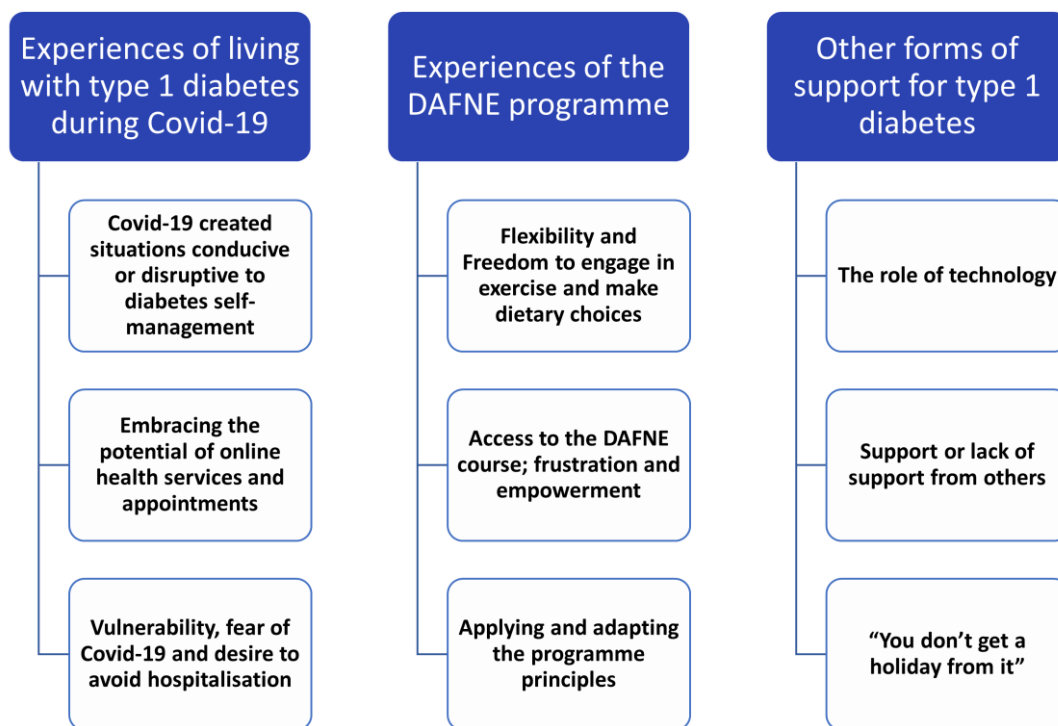 Experiences of living
with type 1 diabetes
during Covid-19
Covid-19 created
situations conducive
or disruptive to
diabetes self-
management
Embracing the
potential of online
health services and
appointments
Vulnerability, fear of
Covid-19 and desire to
avoid hospitalisation
Experiences of the
DAFNE programme
Flexibility and
Freedom to engage in
exercise and make
dietary choices
Access to the DAFNE
course; frustration and
empowerment
Applying and adapting
the programme
principles
Other forms of
support for type 1
diabetes
The role of technology
Support or lack of
support from others
“You don’t get a
holiday from it”